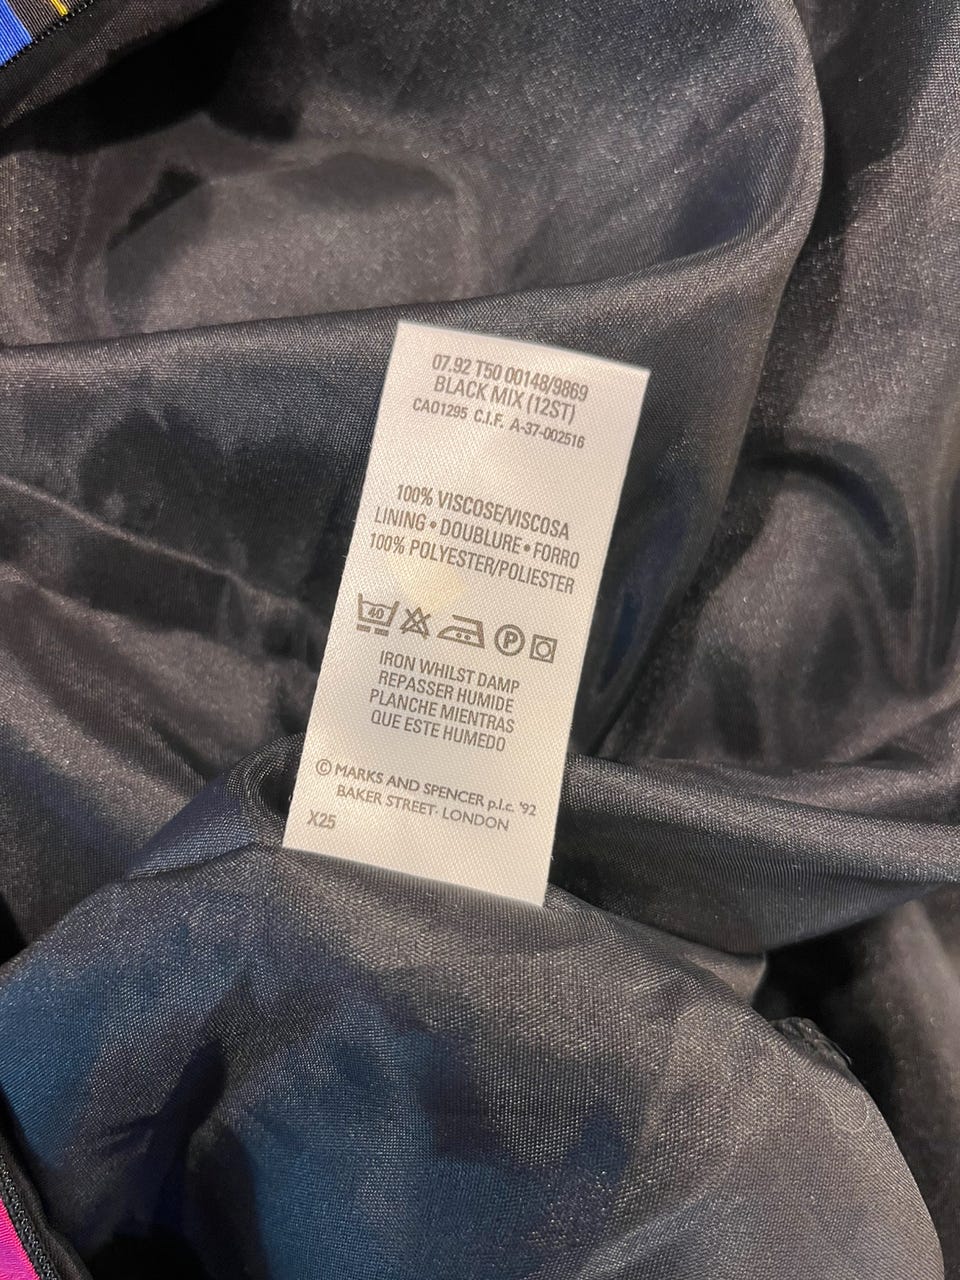 07.92 T50 00148/9869
BLACK MIX (12ST)
CA01295 C.I.F. A-37-002516
100% VISCOSE/VISCOSA
LINING • DOUBLURE • FORRO
100% POLYESTER/POLIESTER
40 P
IRON WHILST DAMP
REPASSER HUMIDE
PLANCHE MIENTRAS
QUE ESTE HUMEDO
© MARKS AND SPENCER p.l.c. '92
BAKER STREET· LONDON
X25